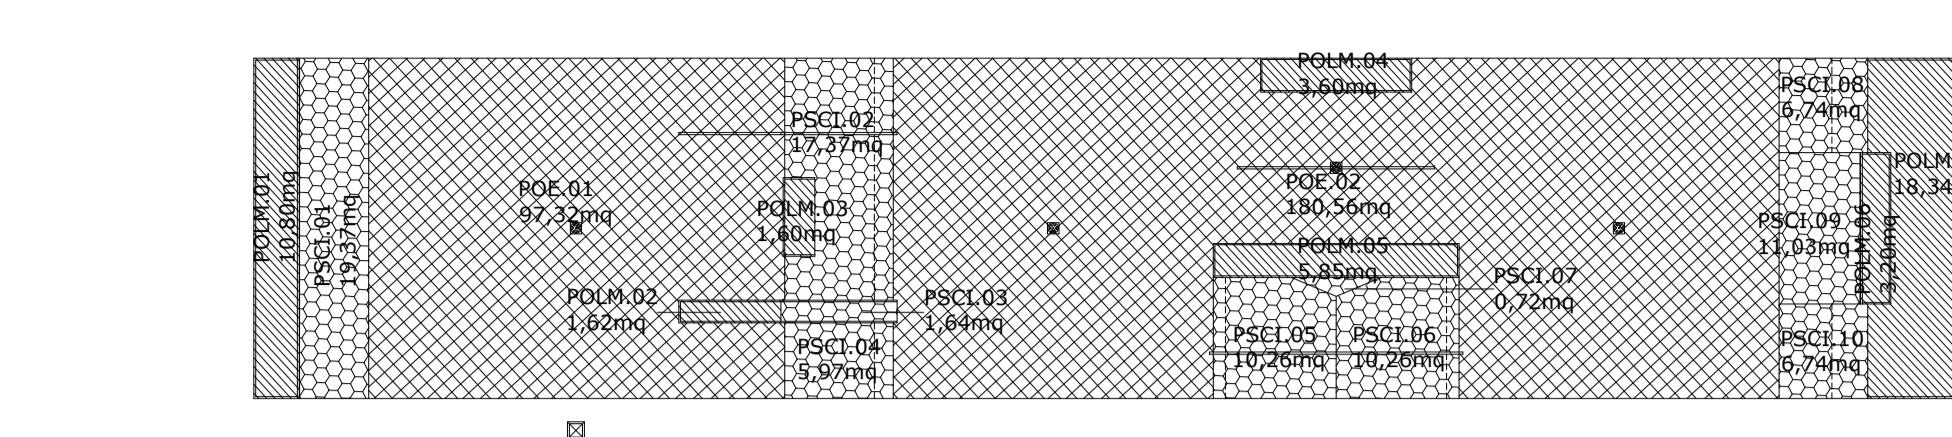 POLM.01
10,80mq
PSCI.01
19,37mq
POE.01
97,32mq
PSCI.02
17,37mq
POLM.03
1,60mq
POLM.02
1,62mq
PSCI.03
1,64mq
PSCI.04
5,97mq
POLM.04
3,60mq
POE.02
180,56mq
POLM.05
5,85mq
PSCI.07
0,72mq
PSCI.05
10,26mq
PSCI.06
10,26mq
PSCI.08
6,74mq
PSCI.09
11,03mq
POLM.06
3,20mq
PSCI.10
6,74mq
POLM
18,34